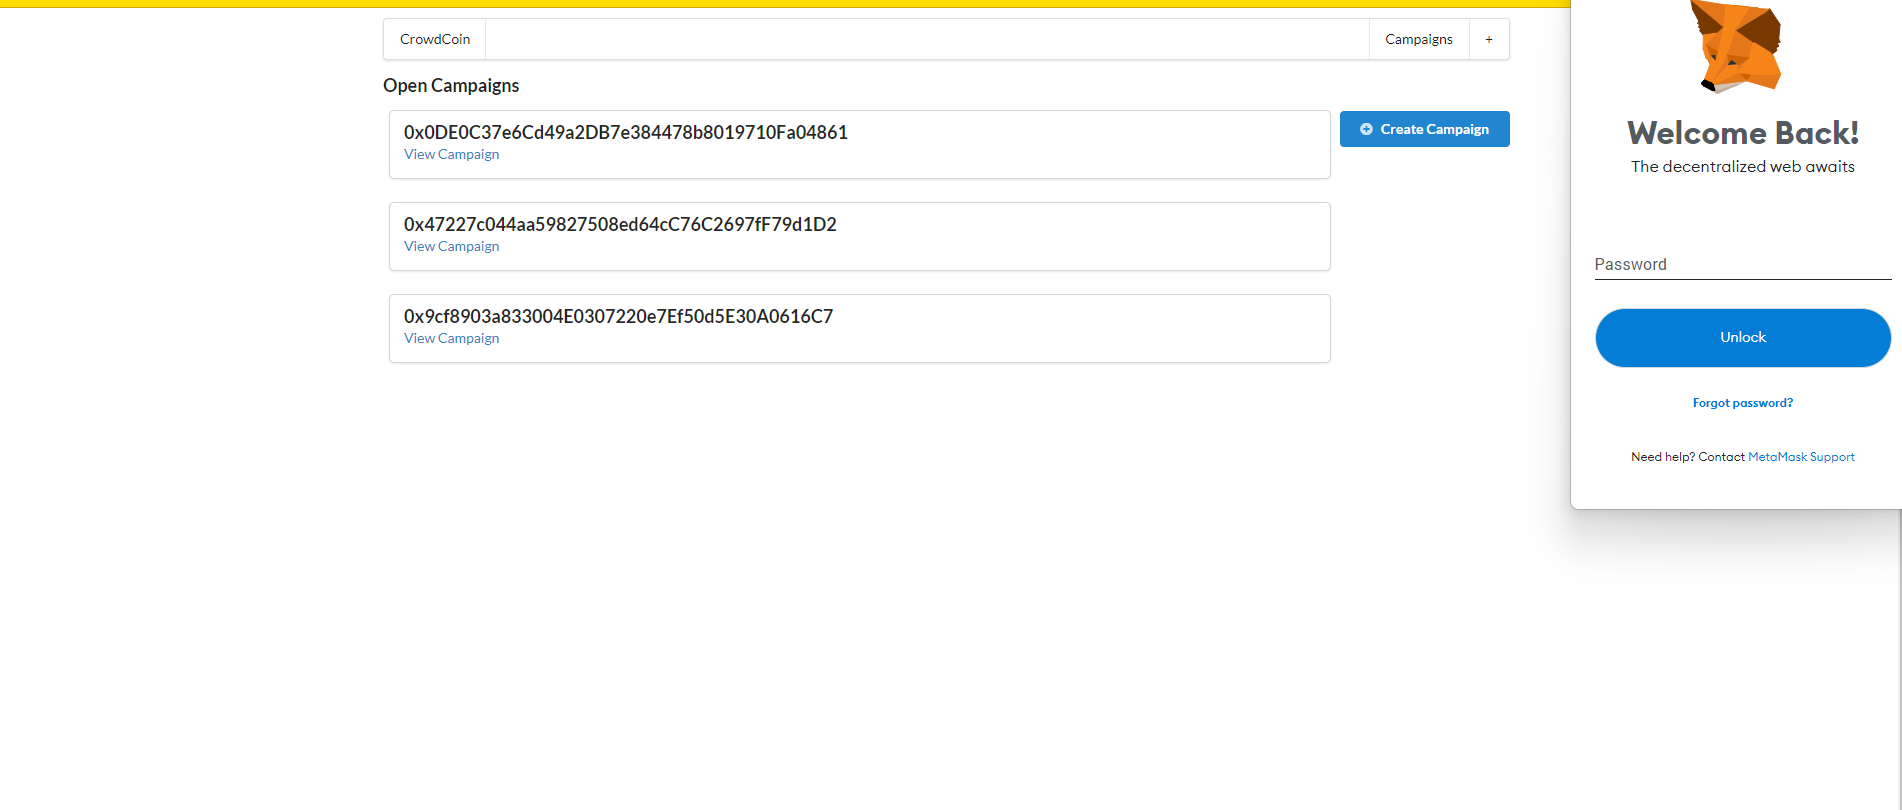 CrowdCoin
Campaigns
+
Open Campaigns
0x0DE0C37e6Cd49a2DB7e384478b8019710Fa04861
View Campaign
Create Campaign
0x47227c044aa59827508ed64cC76C2697fF79d1D2
View Campaign
0x9cf8903a833004E0307220e7Ef50d5E30A0616C7
View Campaign
Welcome Back!
The decentralized web awaits
Password
Unlock
Forgot password?
Need help? Contact MetaMask Support